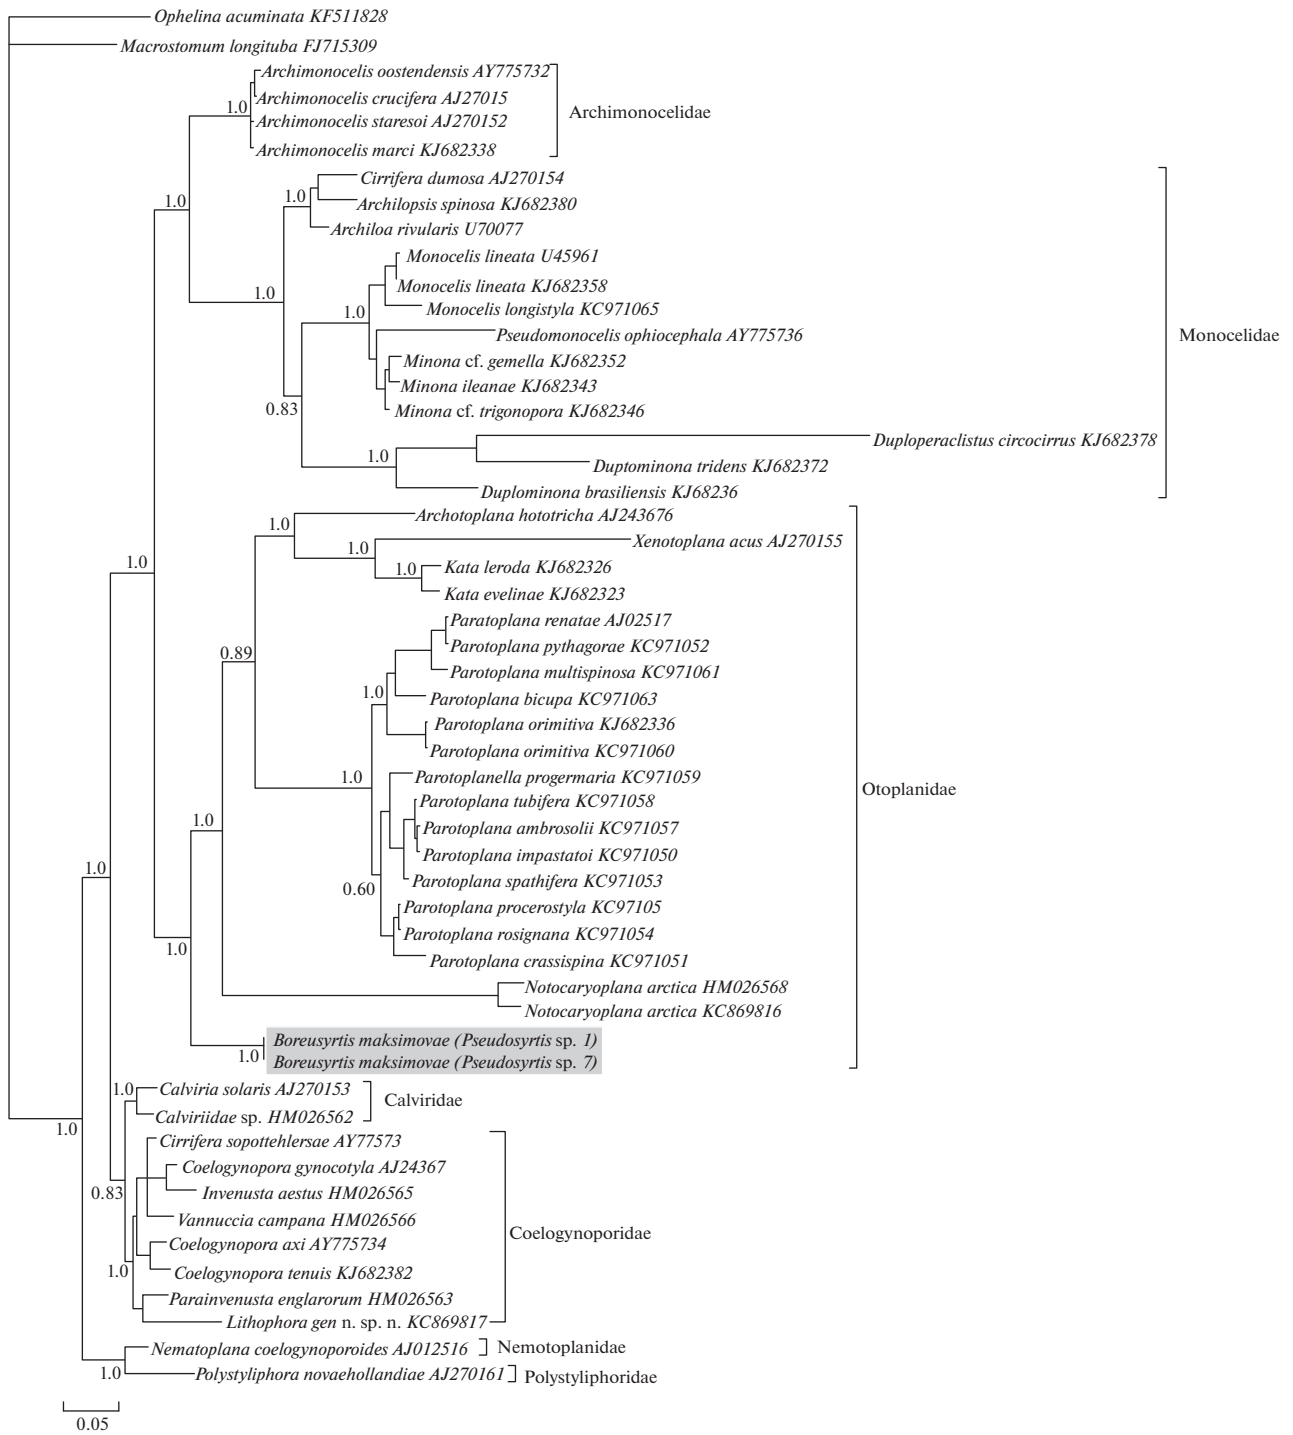 Ophelina acuminata KF511828
Macrostomum longituba FJ715309
Archimonocelis oostendensis AY775732
Archimonocelis crucifera AJ27015
1.0
Archimonocelidae
Archimonocelis staresoi AJ270152
Archimonocelis marci KJ682338
Cirrifera dumosa AJ270154
1.0
1.0
Archilopsis spinosa KJ682380
Archiloa rivularis U70077
Monocelis lineata U45961
Monocelis lineata KJ682358
1.0
Monocelis longistyla KC971065
1.0
Pseudomonocelis ophiocephala AY775736
Monocelidae
Minona cf. gemella KJ682352
Minona ileanae KJ682343
0.83
Minona cf. trigonopora KJ682346
Duploperaclistus circocirrus KJ682378
1.0
Duptominona tridens KJ682372
Duplominona brasiliensis KJ68236
Archotoplana hototricha AJ243676
1.0
Xenotoplana acus AJ270155
1.0
1.0
Kata leroda KJ682326
1.0
Kata evelinae KJ682323
Paratoplana renatae AJ02517
Parotoplana pythagorae KC971052
0.89
Parotoplana multispinosa KC971061
1.0
Parotoplana bicupa KC971063
Parotoplana orimitiva KJ682336
Parotoplana orimitiva KC971060
1.0
Parotoplanella progermaria KC971059
Otoplanidae
Parotoplana tubifera KC971058
1.0
Parotoplana ambrosolii KC971057
Parotoplana impastatoi KC971050
1.0
Parotoplana spathifera KC971053
0.60
Parotoplana procerostyla KC97105
Parotoplana rosignana KC971054
1.0
Parotoplana crassispina KC971051
Notocaryoplana arctica HM026568
Notocaryoplana arctica KC869816
Boreusyrtis maksimovae (Pseudosyrtis sp. 1)
1.0
Boreusyrtis maksimovae (Pseudosyrtis sp. 7)
1.0
Calviria solaris AJ270153
Calviridae
Calviriidae sp. HM026562
1.0
Cirrifera sopottehlersae AY77573
Coelogynopora gynocotyla AJ24367
0.83
Invenusta aestus HM026565
Vannuccia campana HM026566
Coelogynoporidae
Coelogynopora axi AY775734
1.0
Coelogynopora tenuis KJ682382
Parainvenusta englarorum HM026563
Lithophora gen n. sp. n. KC869817
Nematoplana coelogynoporoides AJ012516
Nemotoplanidae
1.0
Polystyliphora novaehollandiae AJ270161
Polystyliphoridae
0.05